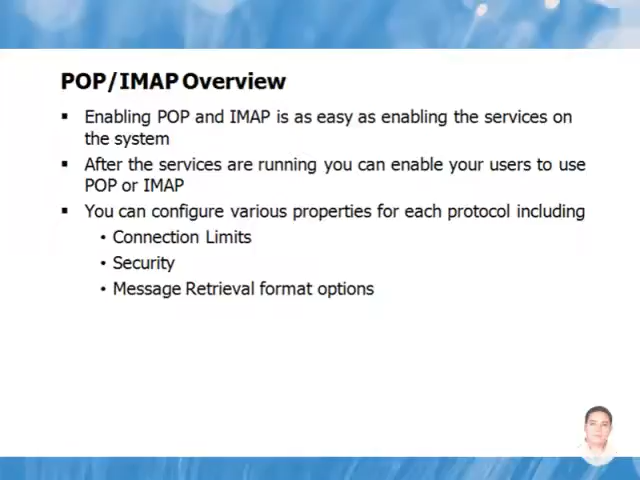 POP/IMAP Overview
▪ Enabling POP and IMAP is as easy as enabling the services on
the system
▪ After the services are running you can enable your users to use
POP or IMAP
▪ You can configure various properties for each protocol including
• Connection Limits
• Security
• Message Retrieval format options